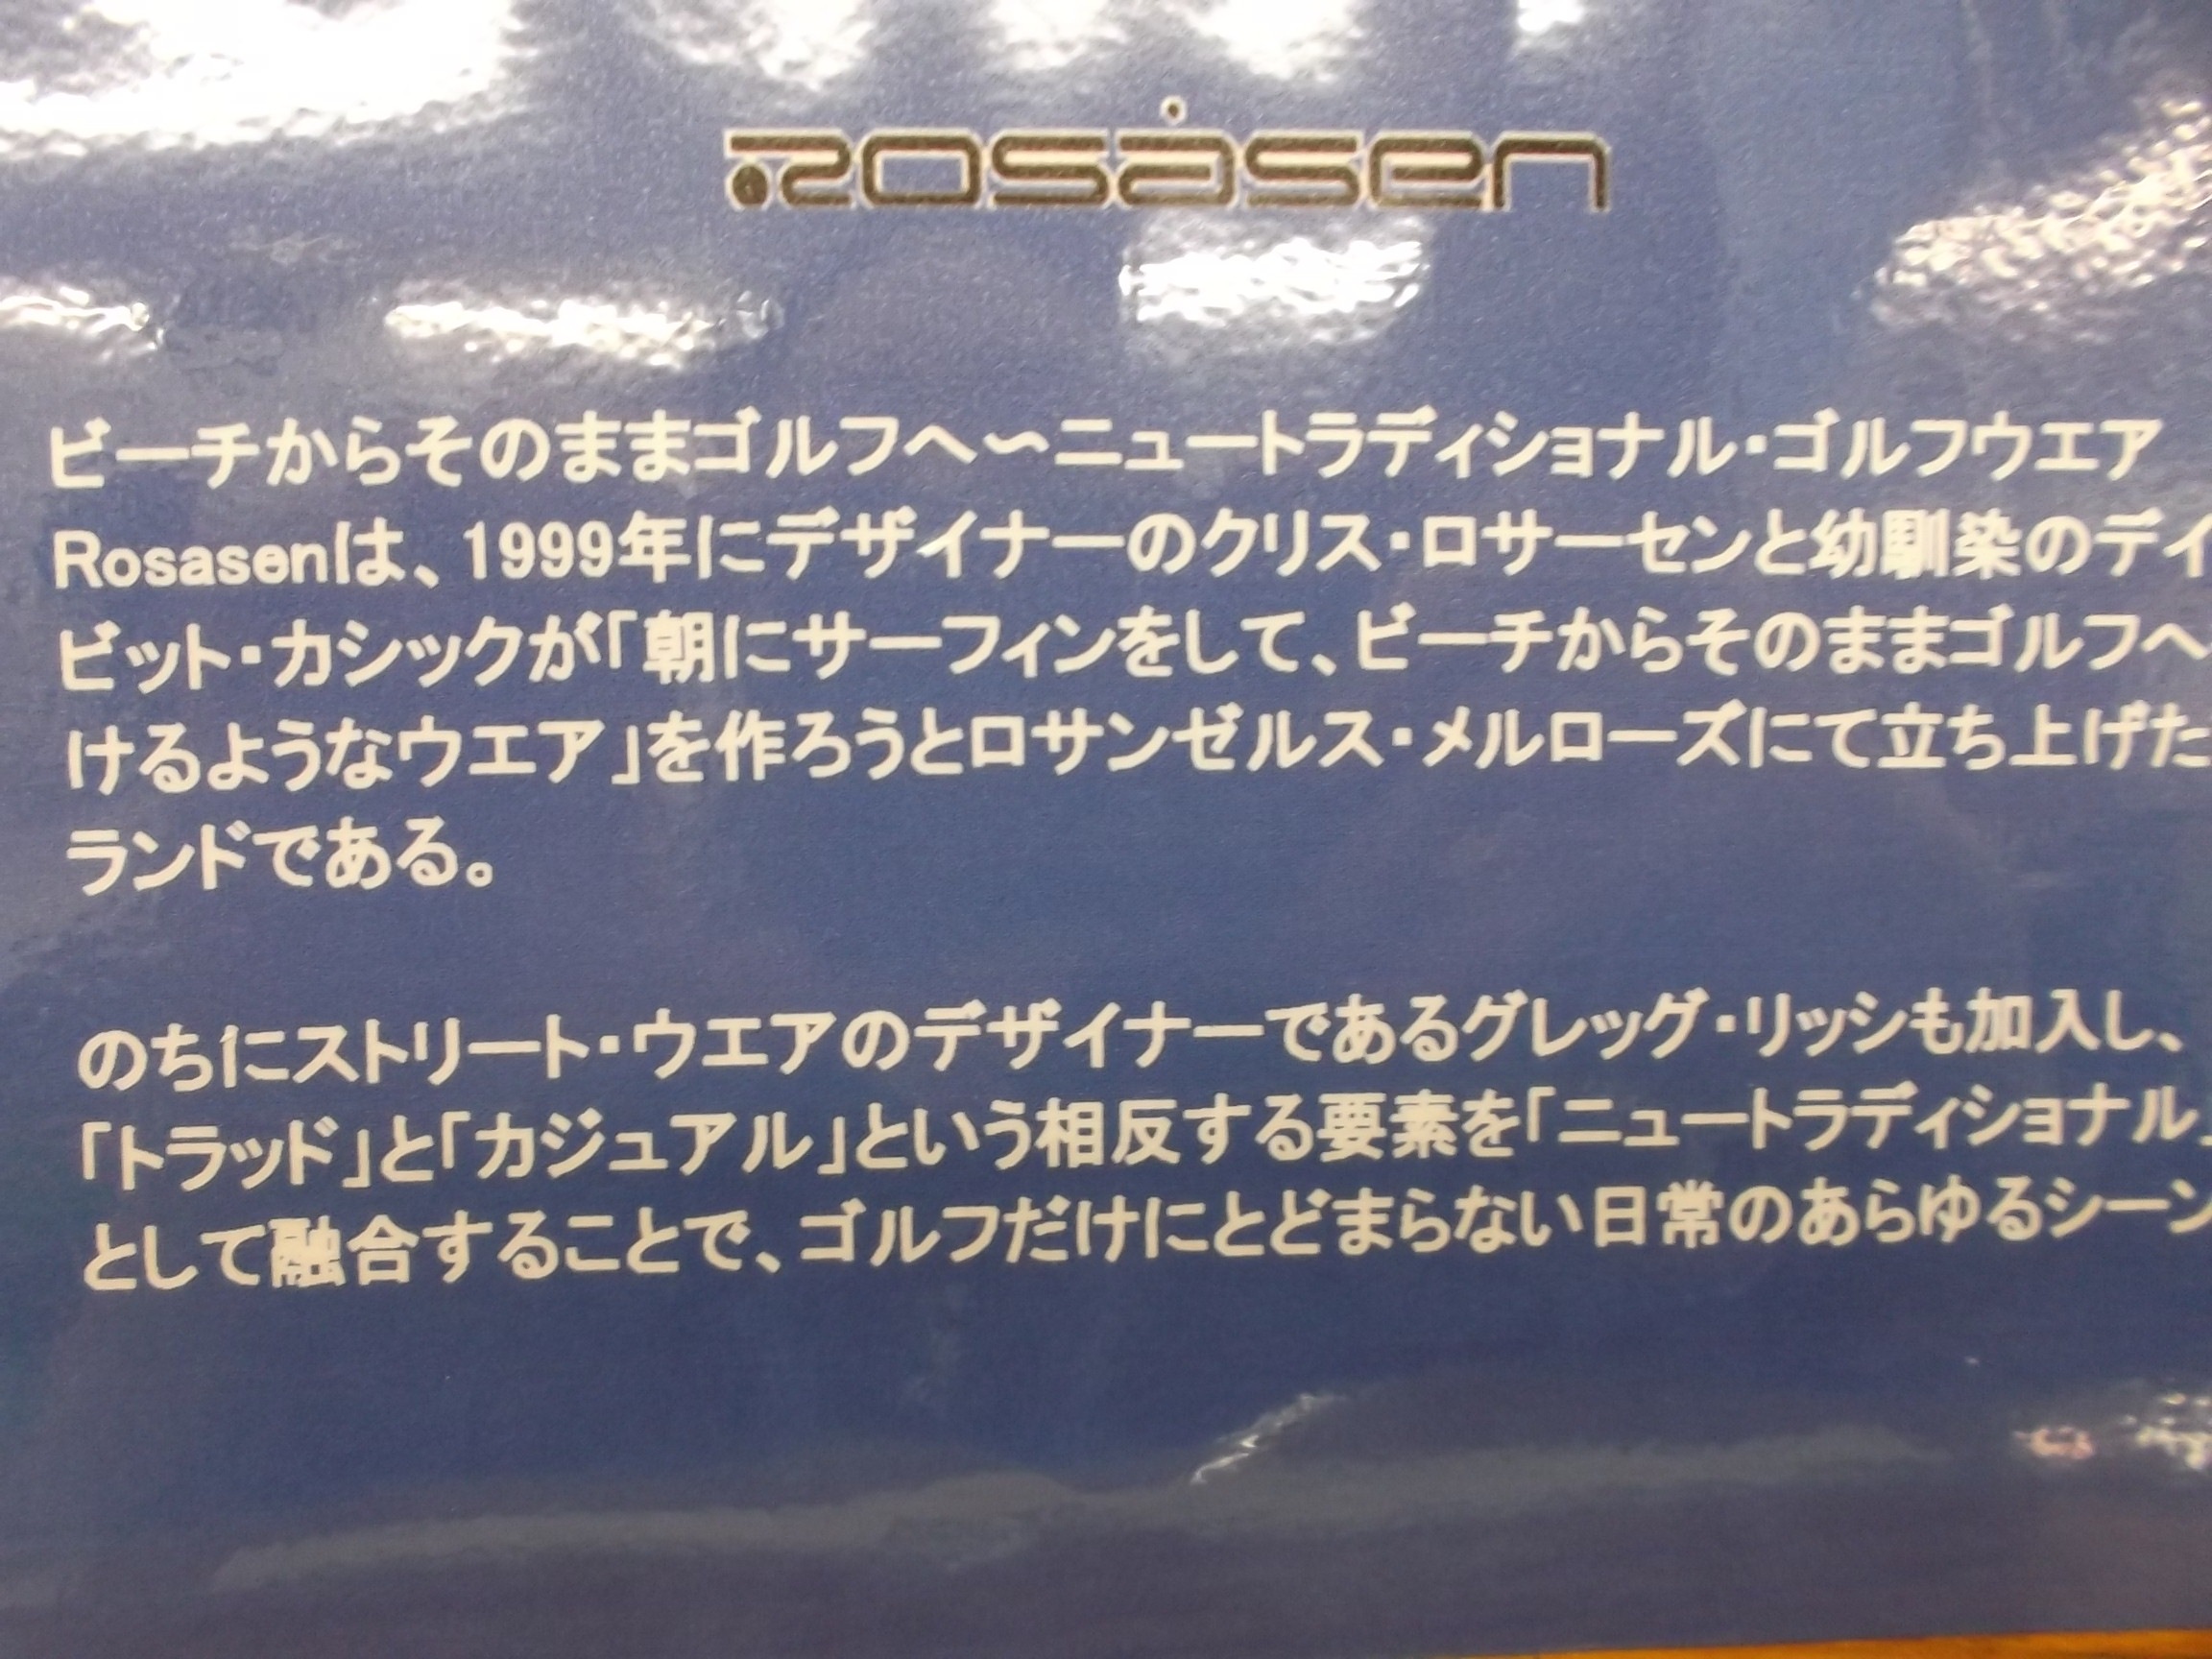 Rosåsen
ビーチからそのままゴルフへ～ニュートラディショナル・ゴルフウエア
Rosasenは、1999年にデザイナーのクリス・ロサーセンと幼馴染のデイ
ビット・カシックが「朝にサーフィンをして、ビーチからそのままゴルフへ
けるようなウエア」を作ろうとロサンゼルス・メルローズにて立ち上げた
ランドである。
のちにストリート・ウエアのデザイナーであるグレッグ・リッシも加入し、
「トラッド」と「カジュアル」という相反する要素を「ニュートラディショナル」
として融合することで、ゴルフだけにとどまらない日常のあらゆるシーン